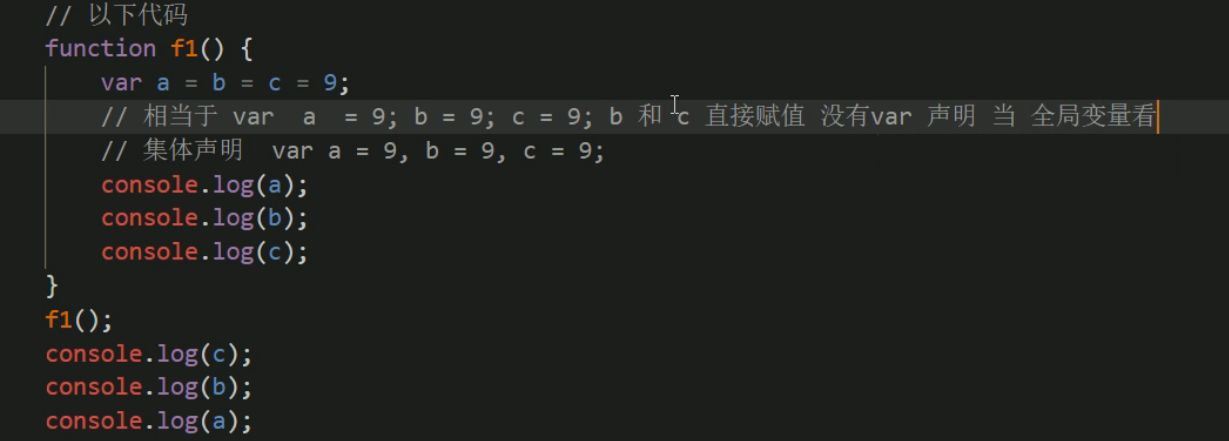 // 以下代码
function f1() {
var a = b = c = 9;
// 相当于 var  a  = 9; b = 9; c = 9; b 和 c 直接赋值 没有var 声明 当 全局变量看
// 集体声明  var a = 9, b = 9, c = 9;
console.log(a);
console.log(b);
console.log(c);
}
f1();
console.log(c);
console.log(b);
console.log(a);